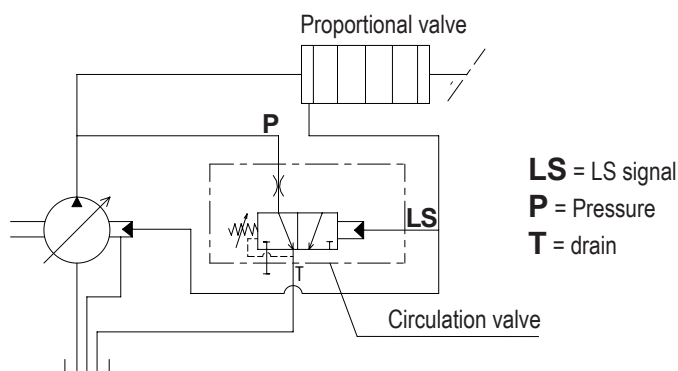 Proportional valve
P
LS
T
Circulation valve
LS = LS signal
P = Pressure
T = drain